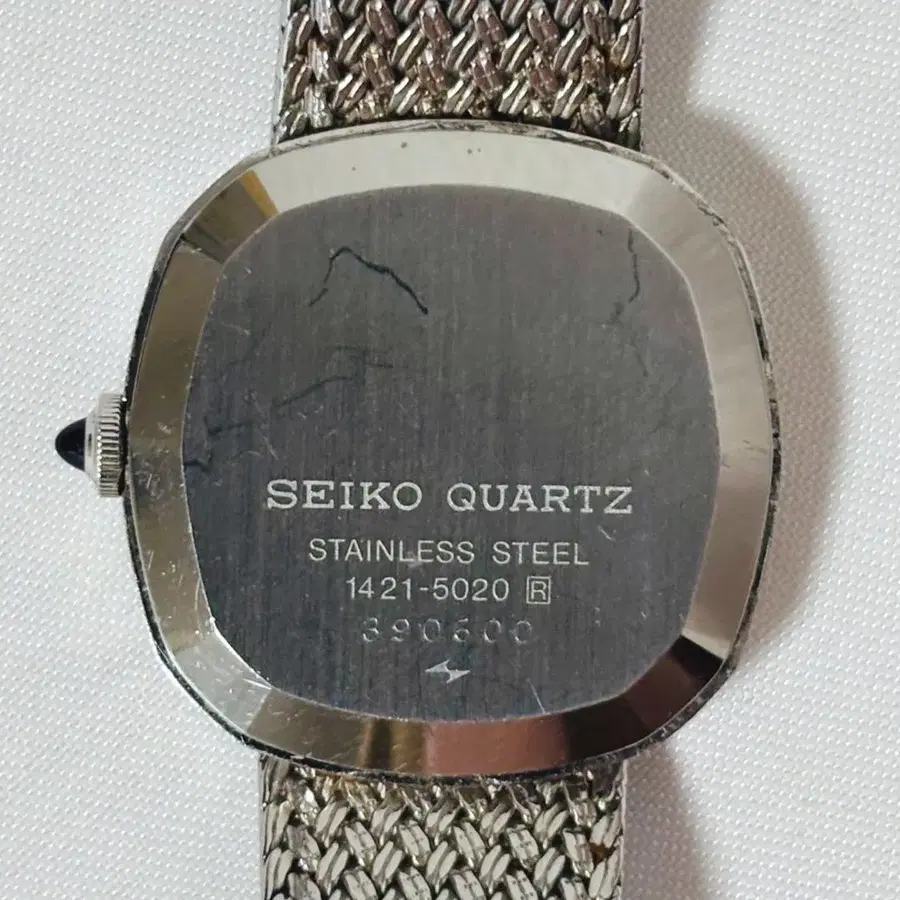 SEIKO QUARTZ
STAINLESS STEEL
1421-5020 R
390600